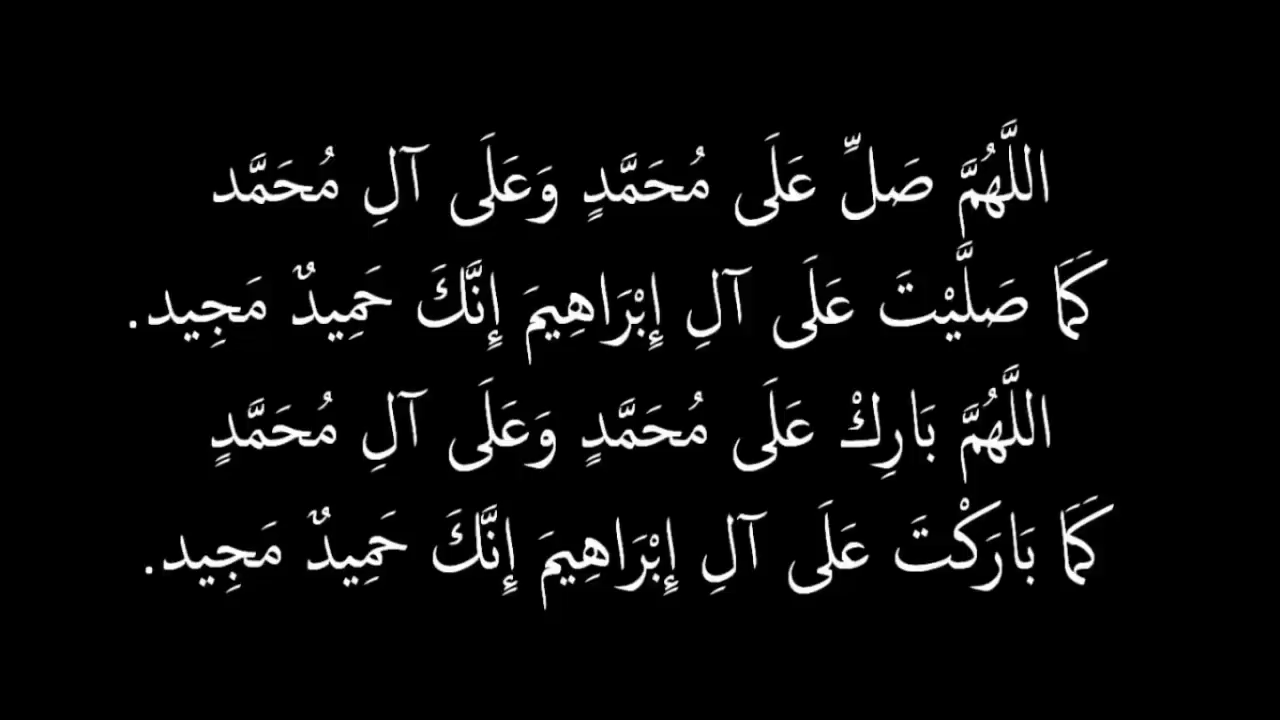 اللَّهُمَّ صَلِّ عَلَى مُحَمَّدٍ وَعَلَى آلِ مُحَمَّد
كَمَا صَلَّيْتَ عَلَى آلِ إِبْرَاهِيمَ إِنَّكَ حَمِيدٌ مَجِيد.
اللَّهُمَّ بَارِكْ عَلَى مُحَمَّدٍ وَعَلَى آلِ مُحَمَّدٍ
كَمَا بَارَكْتَ عَلَى آلِ إِبْرَاهِيمَ إِنَّكَ حَمِيدٌ مَجِيد.